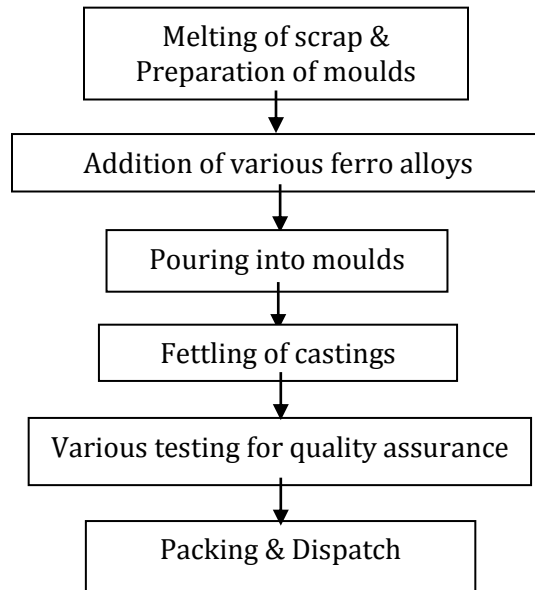 Melting of scrap &
Preparation of moulds
Addition of various ferro alloys
Pouring into moulds
Fettling of castings
Various testing for quality assurance
Packing & Dispatch